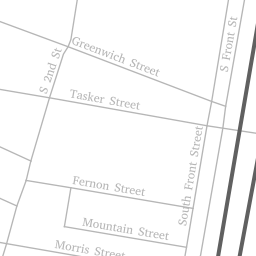 S Front St
Greenwich Street
S 2nd St
Tasker Street
South Front Street
Fernon Street
Mountain Street
Morris Street